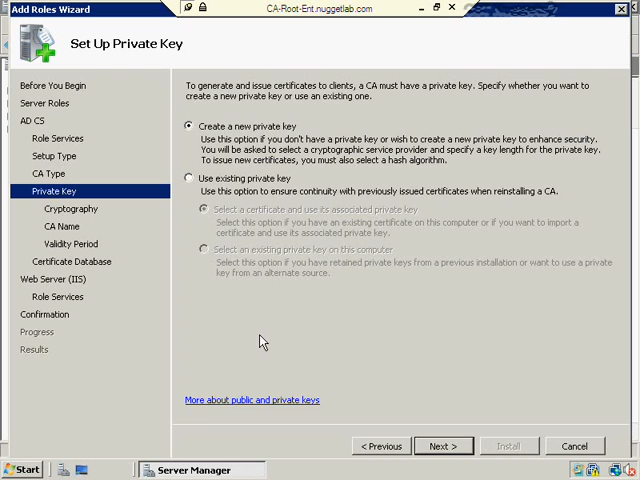 Add Roles Wizard
CA-Root-Ent.nuggetlab.com
Set Up Private Key
Before You Begin
Server Roles
AD CS
Role Services
Setup Type
CA Type
Private Key
Cryptography
CA Name
Validity Period
Certificate Database
Web Server (IIS)
Role Services
Confirmation
Progress
Results
To generate and issue certificates to clients, a CA must have a private key. Specify whether you want to
create a new private key or use an existing one.
Create a new private key
Use this option if you don't have a private key or wish to create a new private key to enhance security.
You will be asked to select a cryptographic service provider and specify a key length for the private key.
To issue new certificates, you must also select a hash algorithm.
Use existing private key
Use this option to ensure continuity with previously issued certificates when reinstalling a CA.
Select a certificate and use its associated private key
Select this option if you have an existing certificate on this computer or if you want to import a
certificate and use its associated private key.
Select an existing private key on this computer
Select this option if you have retained private keys from a previous installation or want to use a private
key from an alternate source.
More about public and private keys
< Previous
Next >
Install
Cancel
Start
Server Manager